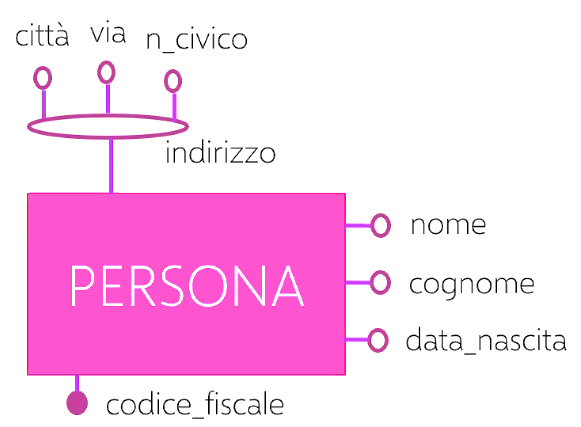 città
via
n_civico
indirizzo
PERSONA
nome
cognome
data_nascita
codice_fiscale